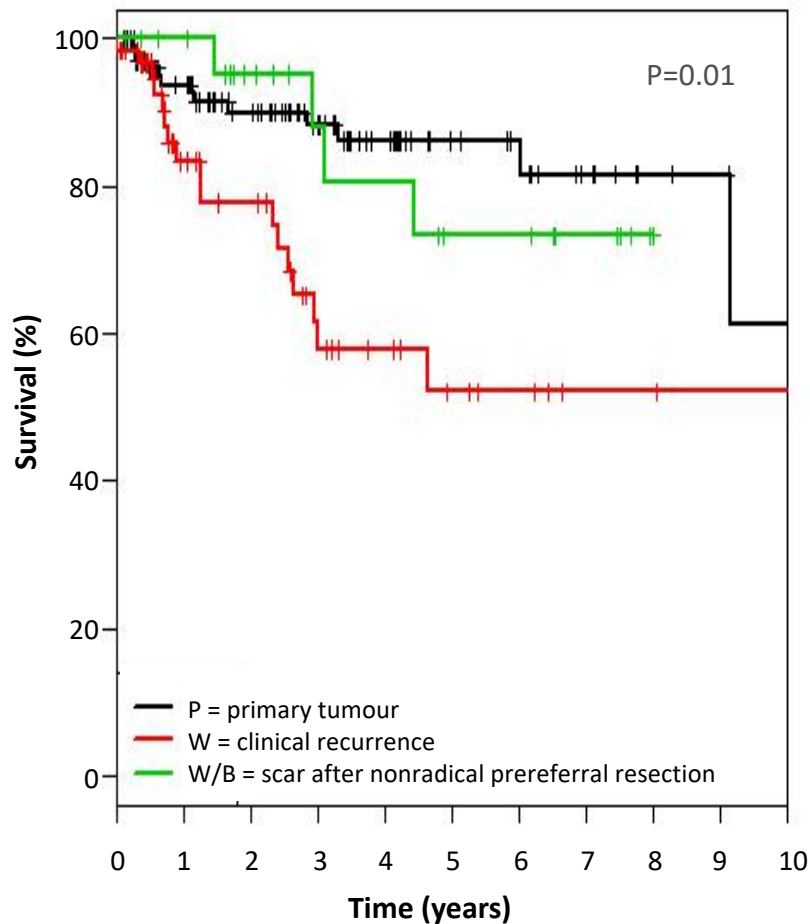 100
80
60
40
20
0
Survival (%)
P=0.01
P = primary tumour
W = clinical recurrence
W/B = scar after nonradical prereferral resection
0 1 2 3 4 5 6 7 8 9 10
Time (years)